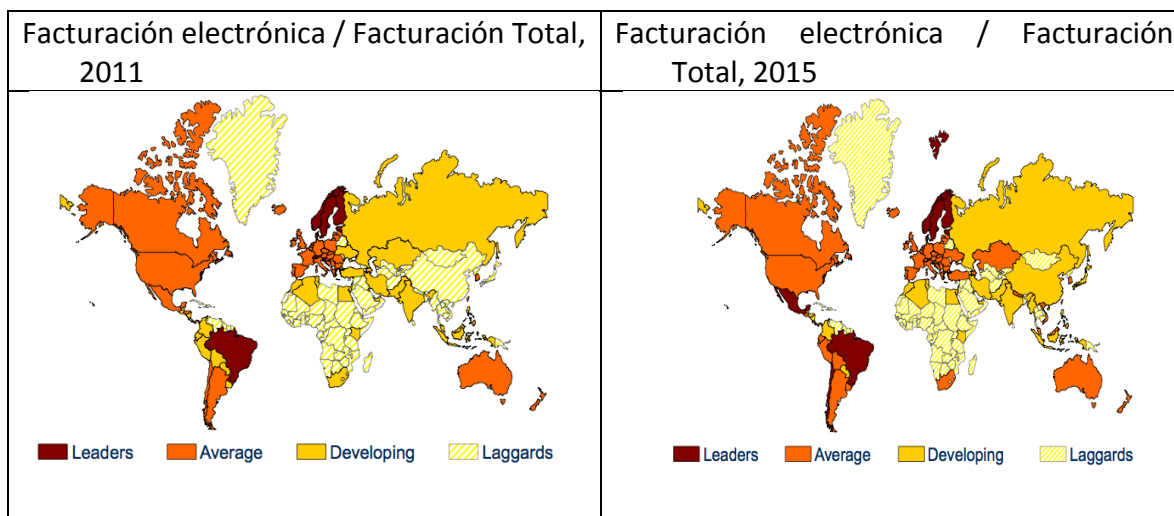 Facturación electrónica / Facturación Total,
2011
Facturación electrónica / Facturación
Total, 2015
Leaders Average Developing Laggards
Leaders Average Developing Laggards